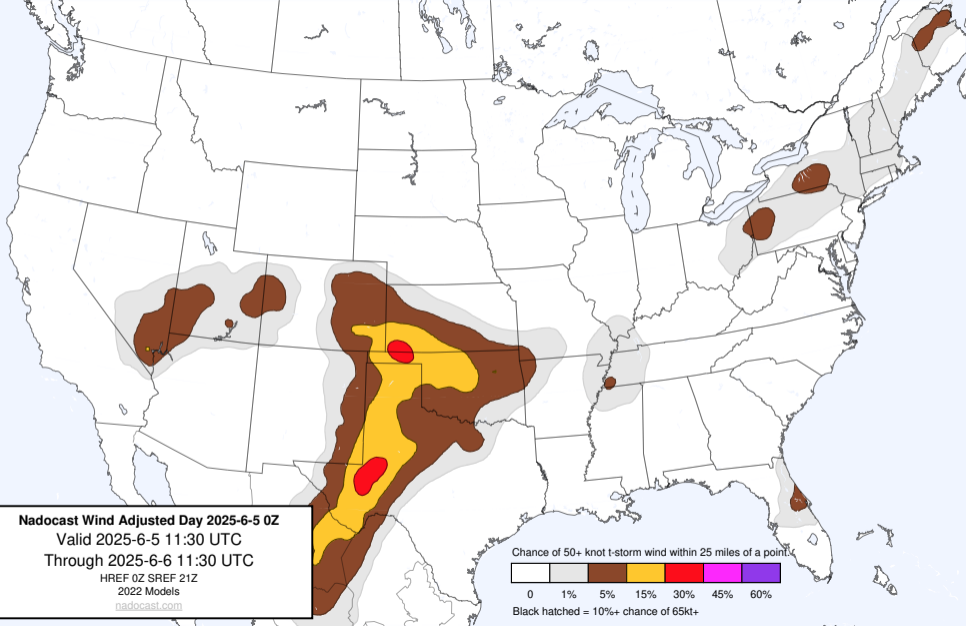 Nadocast Wind Adjusted Day 2025-6-5 0Z
Valid 2025-6-5 11:30 UTC
Through 2025-6-6 11:30 UTC
HREF 0Z SREF 21Z
2022 Models
nadocast.com
Chance of 50+ knot t-storm wind within 25 miles of a point.
0 1% 5% 15% 30% 45% 60%
Black hatched = 10%+ chance of 65kt+